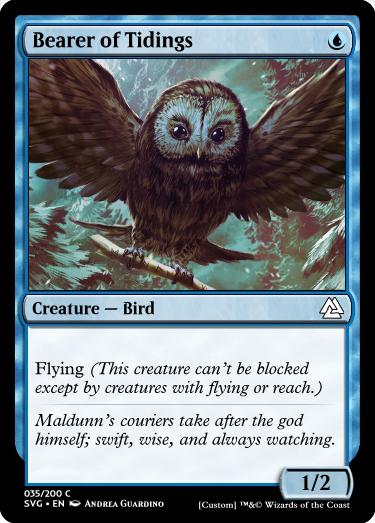 Bearer of Tidings
Creature — Bird
Flying (This creature can't be blocked
except by creatures with flying or reach.)
Maldunn's couriers take after the god
himself; swift, wise, and always watching.
1/2
035/200 C
SVG • EN Andrea Guardino
[Custom] ™&© Wizards of the Coast